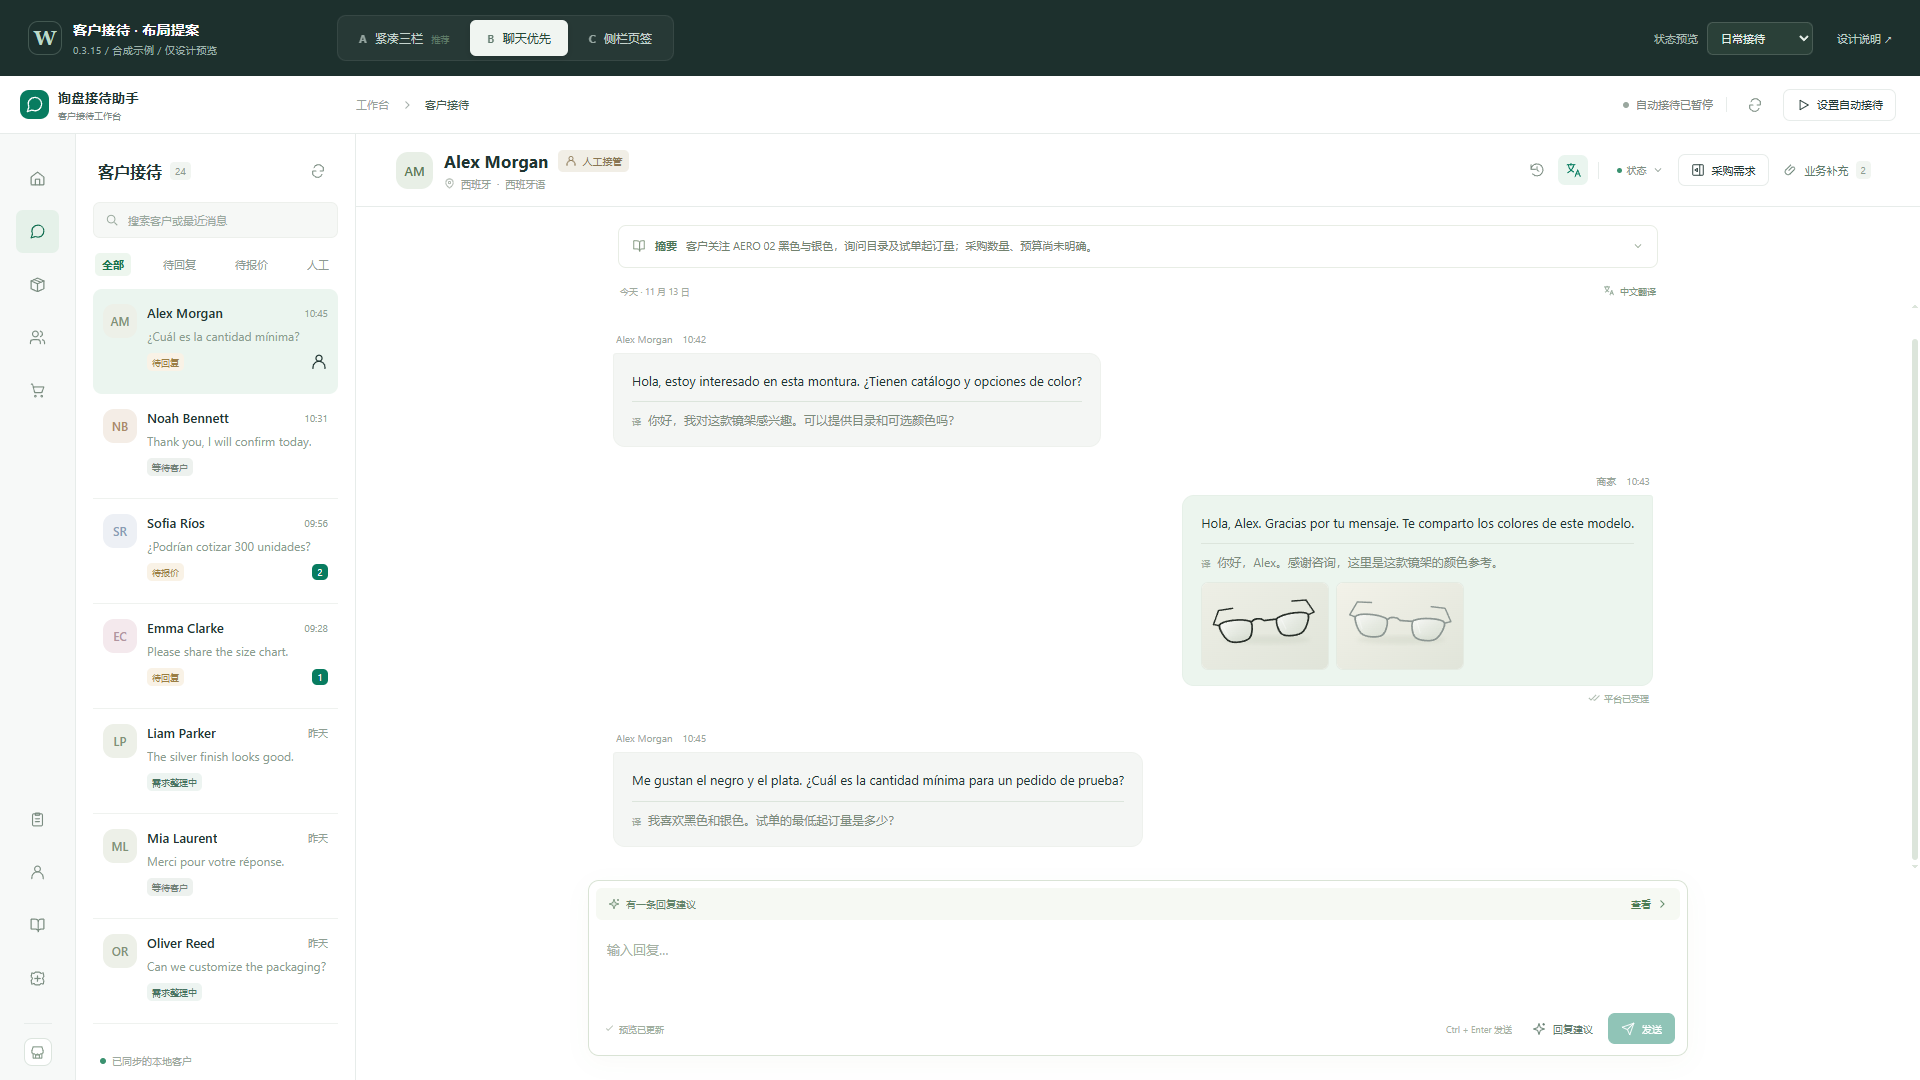 W
客户接待 · 布局提案
0.3.15 / 合成示例 / 仅设计预览
A 紧凑三栏 推荐
B 聊天优先
C 侧栏页签
状态预览
日常接待
设计说明 ↗
询盘接待助手
客户接待工作台
工作台 > 客户接待
自动接待已暂停
设置自动接待
客户接待 24
搜索客户或最近消息
全部 待回复 待报价 人工
AM
Alex Morgan 10:45
¿Cuál es la cantidad mínima?
待回复
NB
Noah Bennett 10:31
Thank you, I will confirm today.
等待客户
SR
Sofia Ríos 09:56
¿Podrían cotizar 300 unidades?
待报价 2
EC
Emma Clarke 09:28
Please share the size chart.
待回复 1
LP
Liam Parker 昨天
The silver finish looks good.
需求整理中
ML
Mia Laurent 昨天
Merci pour votre réponse.
等待客户
OR
Oliver Reed 昨天
Can we customize the packaging?
需求整理中
已同步的本地客户
AM
Alex Morgan 人工接管
西班牙 · 西班牙语
状态
采购需求
业务补充 2
摘要 客户关注 AERO 02 黑色与银色，询问目录及试单起订量；采购数量、预算尚未明确。
今天 · 11 月 13 日
中文翻译
Alex Morgan 10:42
Hola, estoy interesado en esta montura. ¿Tienen catálogo y opciones de color?
译 你好，我对这款镜架感兴趣。可以提供目录和可选颜色吗？
商家 10:43
Hola, Alex. Gracias por tu mensaje. Te comparto los colores de este modelo.
译 你好，Alex。感谢咨询，这里是这款镜架的颜色参考。
平台已受理
Alex Morgan 10:45
Me gustan el negro y el plata. ¿Cuál es la cantidad mínima para un pedido de prueba?
译 我喜欢黑色和银色。试单的最低起订量是多少？
有一条回复建议
查看
输入回复...
预览已更新
Ctrl + Enter 发送
回复建议
发送